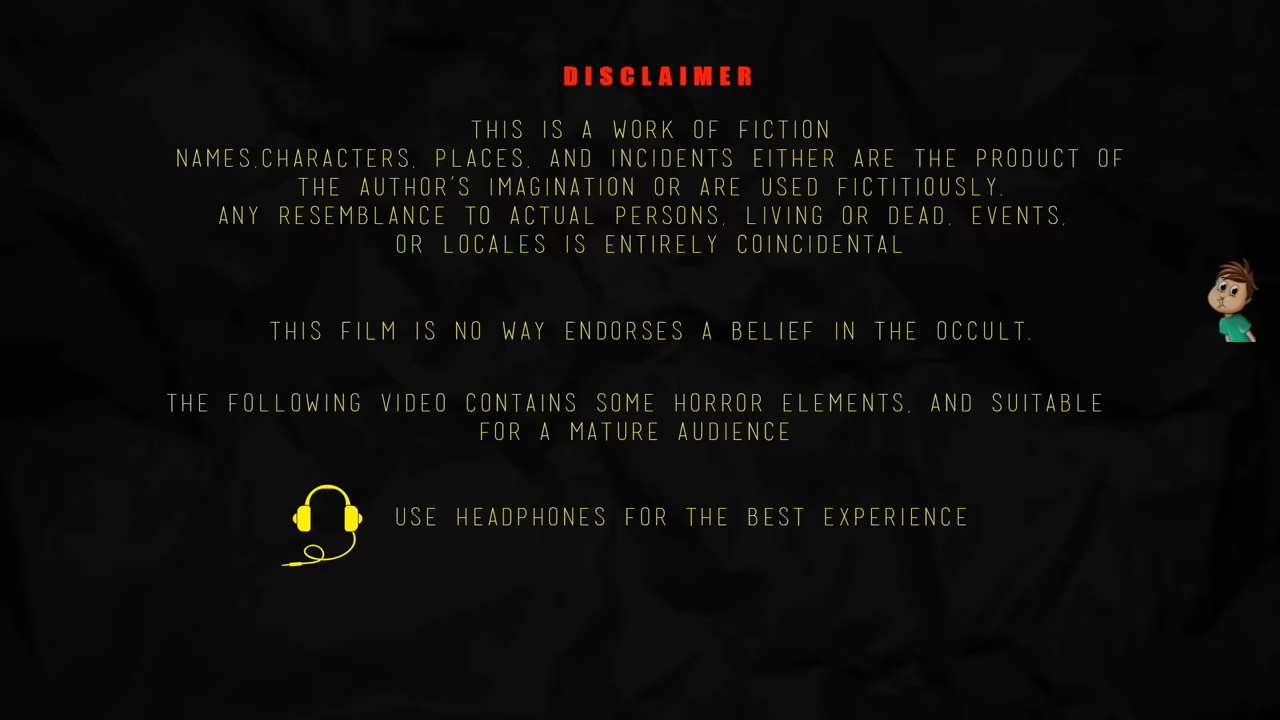 DISCLAIMER
THIS IS A WORK OF FICTION
NAMES,CHARACTERS, PLACES, AND INCIDENTS EITHER ARE THE PRODUCT OF
THE AUTHOR'S IMAGINATION OR ARE USED FICTITIOUSLY.
ANY RESEMBLANCE TO ACTUAL PERSONS, LIVING OR DEAD, EVENTS,
OR LOCALES IS ENTIRELY COINCIDENTAL
THIS FILM IS NO WAY ENDORSES A BELIEF IN THE OCCULT.
THE FOLLOWING VIDEO CONTAINS SOME HORROR ELEMENTS, AND SUITABLE
FOR A MATURE AUDIENCE
USE HEADPHONES FOR THE BEST EXPERIENCE